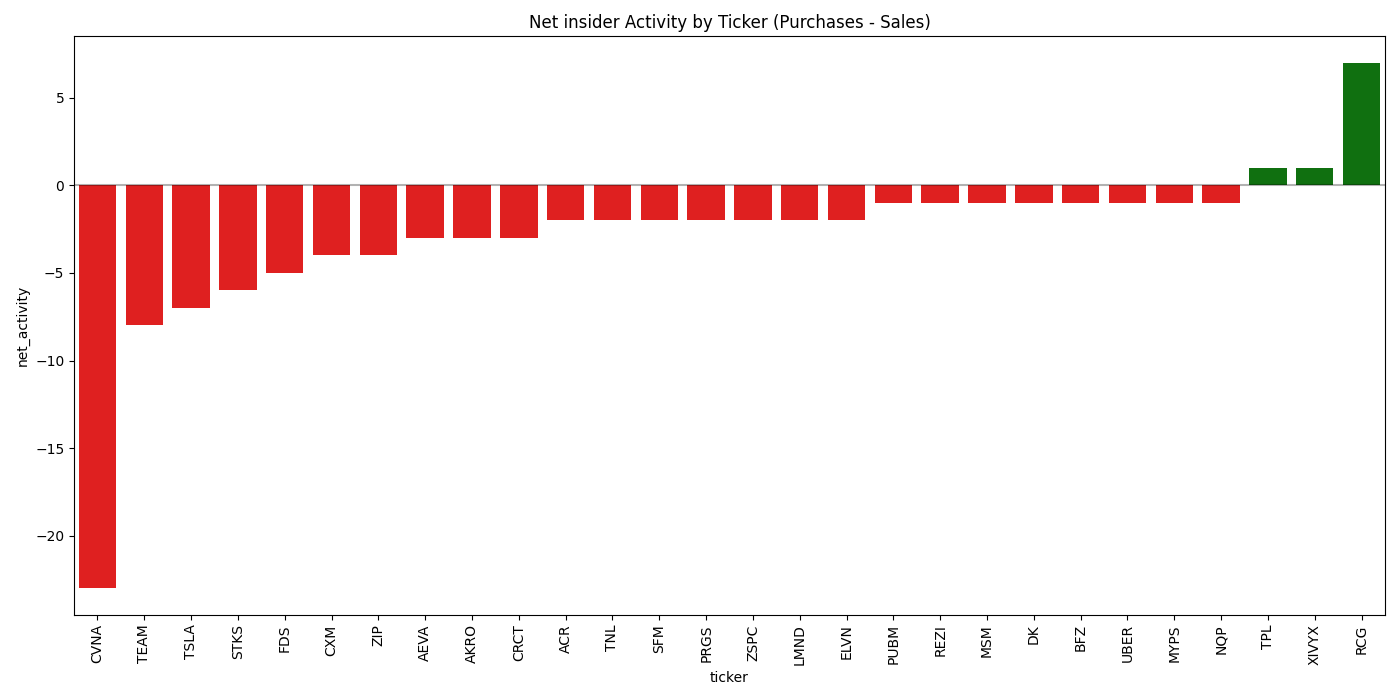 Net insider Activity by Ticker (Purchases - Sales)
net_activity
5
0
−5
−10
−15
−20
CVNA
TEAM
TSLA
STKS
FDS
CXM
ZIP
AEVA
AKRO
CRCT
ACR
TNL
SFM
PRGS
ZSPC
LMND
ELVN
PUBM
REZI
MSM
DK
BFZ
UBER
MYPS
NQP
TPL
XIVYX
RCG
ticker